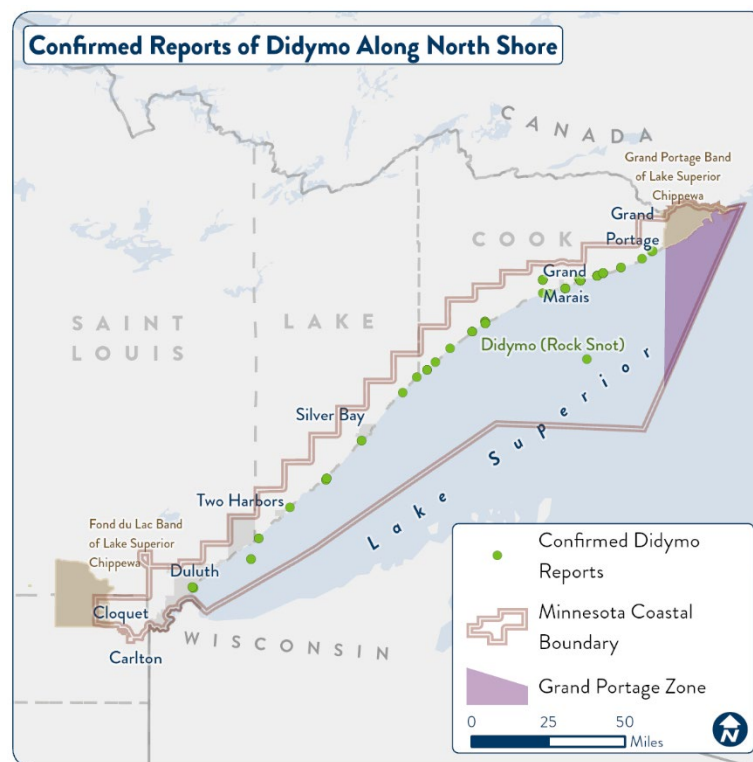 Confirmed Reports of Didymo Along North Shore
CANADA
Grand Portage Band
of Lake Superior
Chippewa
Grand
Portage
COOK
Grand
Marais
SAINT
LOUIS
LAKE
Didymo (Rock Snot)
Silver Bay
Lake Superior
Two Harbors
Fond du Lac Band
of Lake Superior
Chippewa
Duluth
Cloquet
Carlton
WISCONSIN
Confirmed Didymo
Reports
Minnesota Coastal
Boundary
Grand Portage Zone
0 25 50
Miles
N